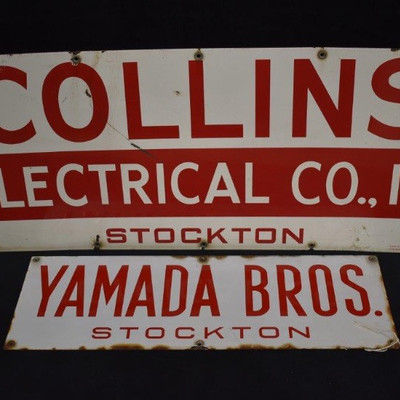 COLLINS
LECTRICAL CO.,
STOCKTON
YAMADA BROS.
STOCKTON